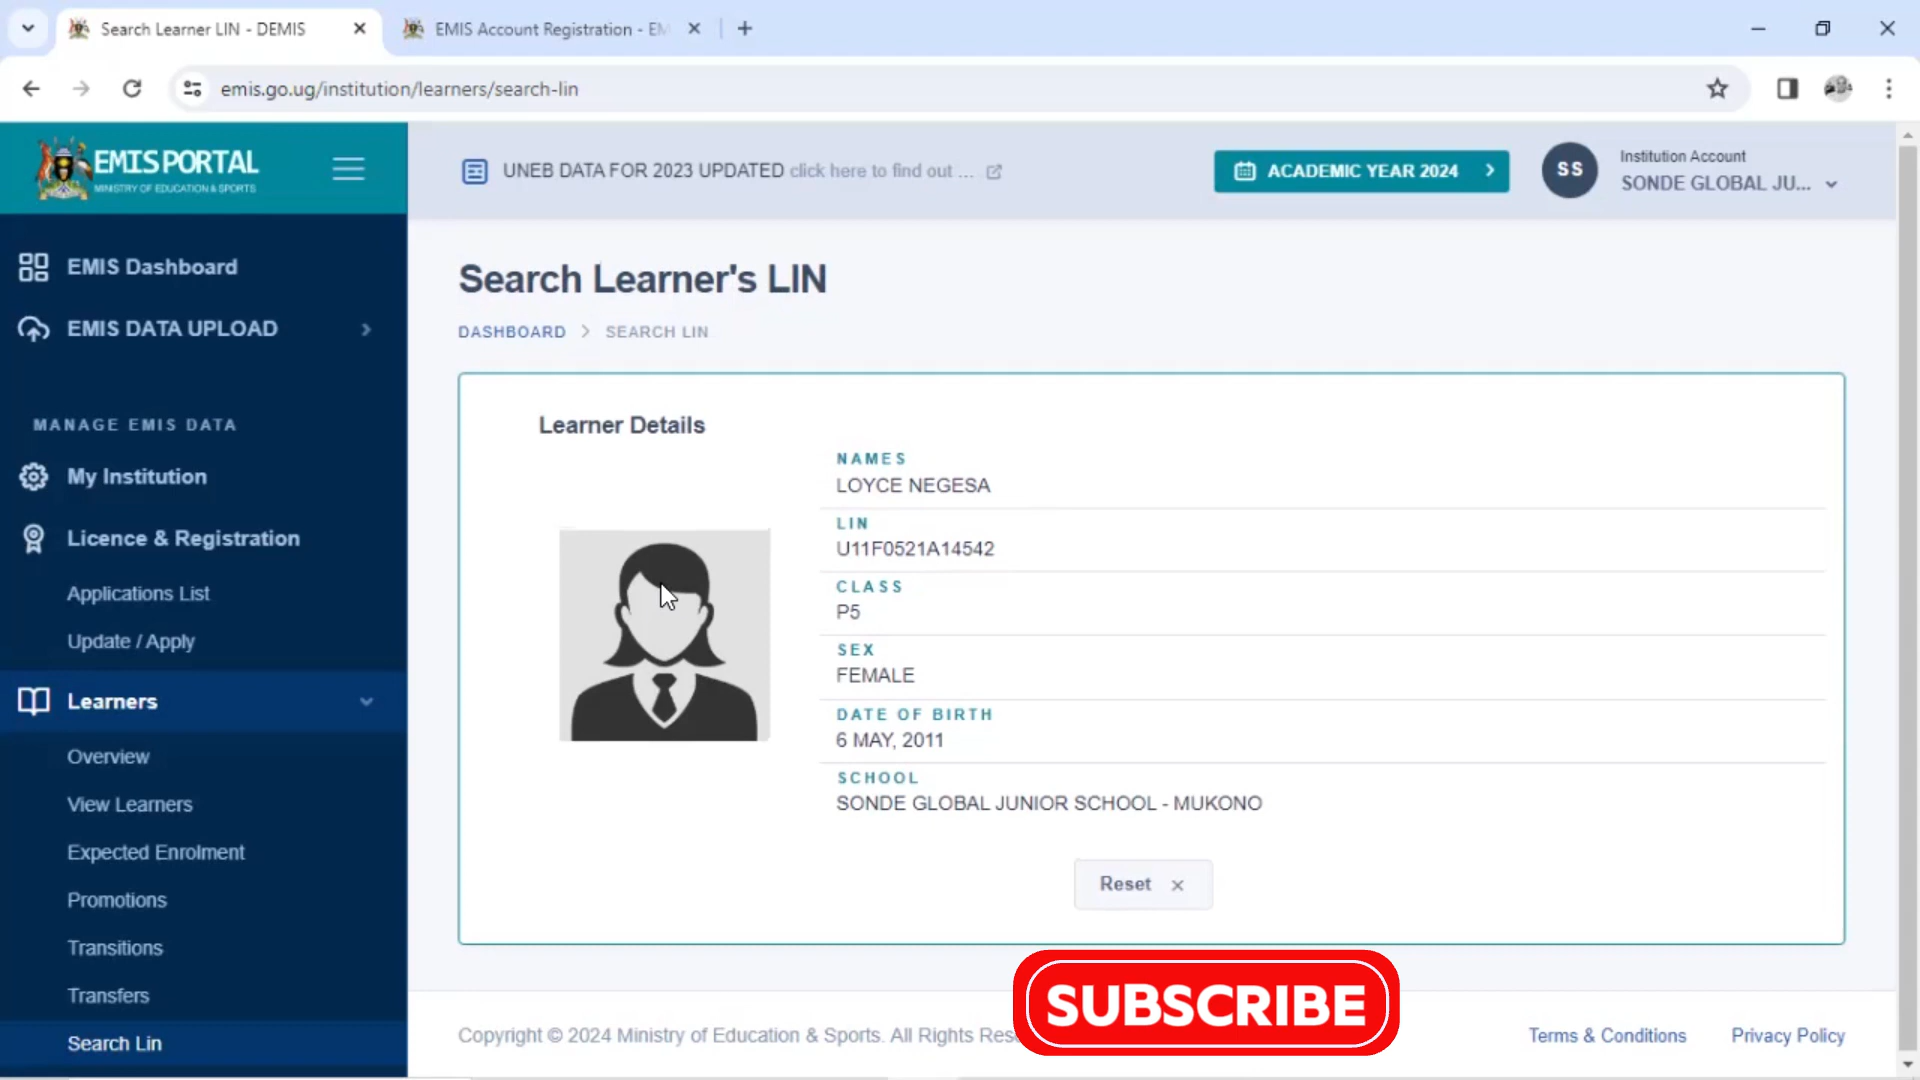 Search Learner LIN - DEMIS
EMIS Account Registration - EM
emis.go.ug/institution/learners/search-lin
EMIS PORTAL
MINISTRY OF EDUCATION & SPORTS
UNEB DATA FOR 2023 UPDATED click here to find out ...
ACADEMIC YEAR 2024
SS
Institution Account
SONDE GLOBAL JU...
EMIS Dashboard
EMIS DATA UPLOAD
MANAGE EMIS DATA
My Institution
Licence & Registration
Applications List
Update / Apply
Learners
Overview
View Learners
Expected Enrolment
Promotions
Transitions
Transfers
Search Lin
Search Learner's LIN
DASHBOARD > SEARCH LIN
Learner Details
NAMES
LOYCE NEGESA
LIN
U11F0521A14542
CLASS
P5
SEX
FEMALE
DATE OF BIRTH
6 MAY, 2011
SCHOOL
SONDE GLOBAL JUNIOR SCHOOL - MUKONO
Reset ×
SUBSCRIBE
Copyright © 2024 Ministry of Education & Sports. All Rights Res
Terms & Conditions
Privacy Policy